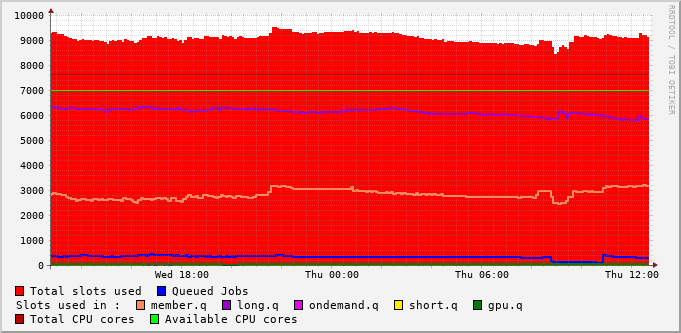 10000
9000
8000
7000
6000
5000
4000
3000
2000
1000
0
Wed 18:00 Thu 00:00 Thu 06:00 Thu 12:00
RRDTOOL / TOBI OETIKER
Total slots used Queued Jobs
Slots used in : member.q long.q ondemand.q short.q gpu.q
Total CPU cores Available CPU cores